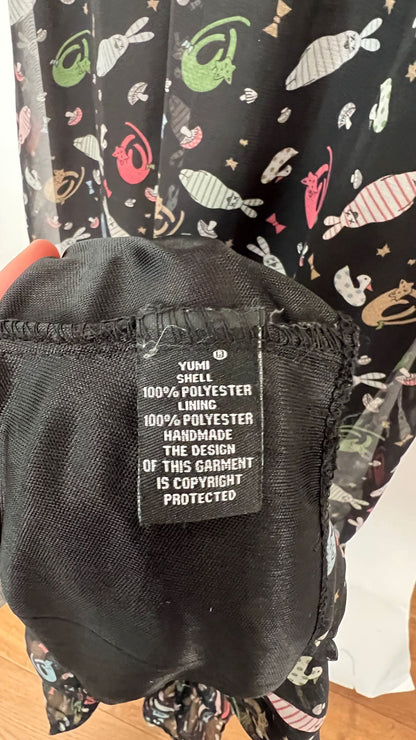 YUMI
SHELL
100% POLYESTER
LINING
100% POLYESTER
HANDMADE
THE DESIGN
OF THIS GARMENT
IS COPYRIGHT
PROTECTED